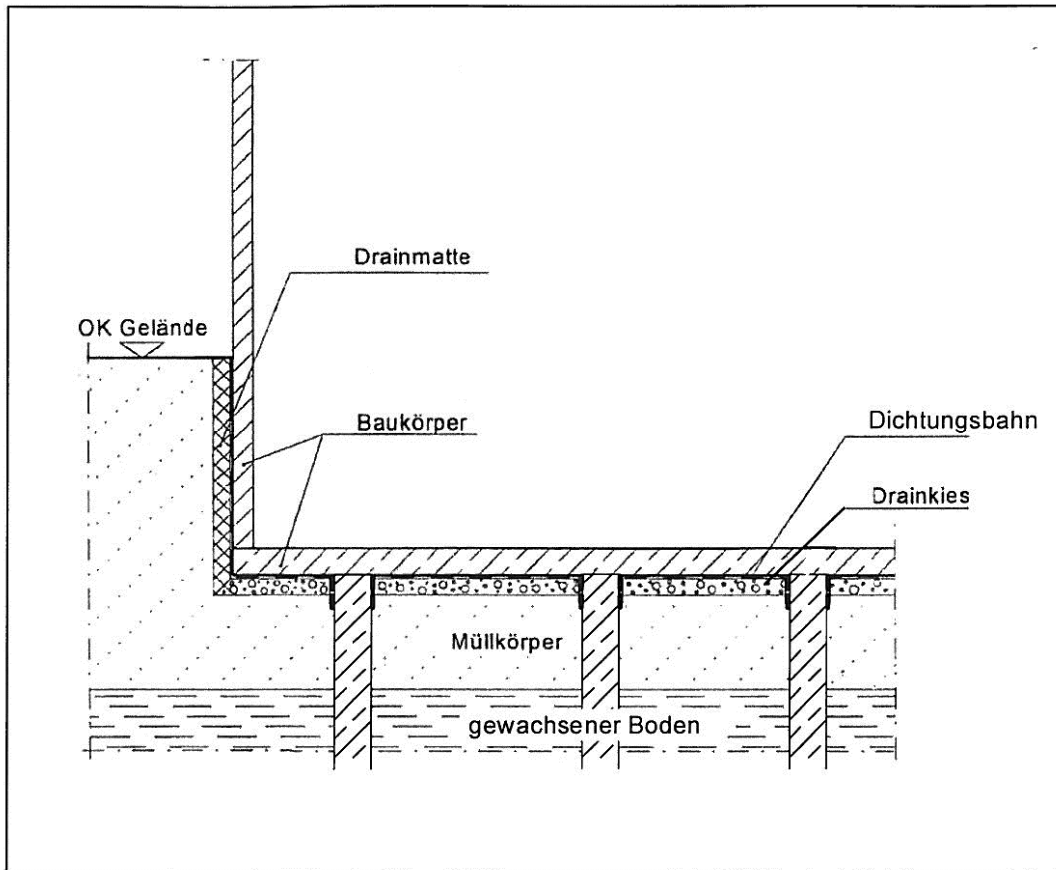 Drainmatte
OK Gelände
Baukörper
Dichtungsbahn
Drainkies
Müllkörper
gewachsener Boden